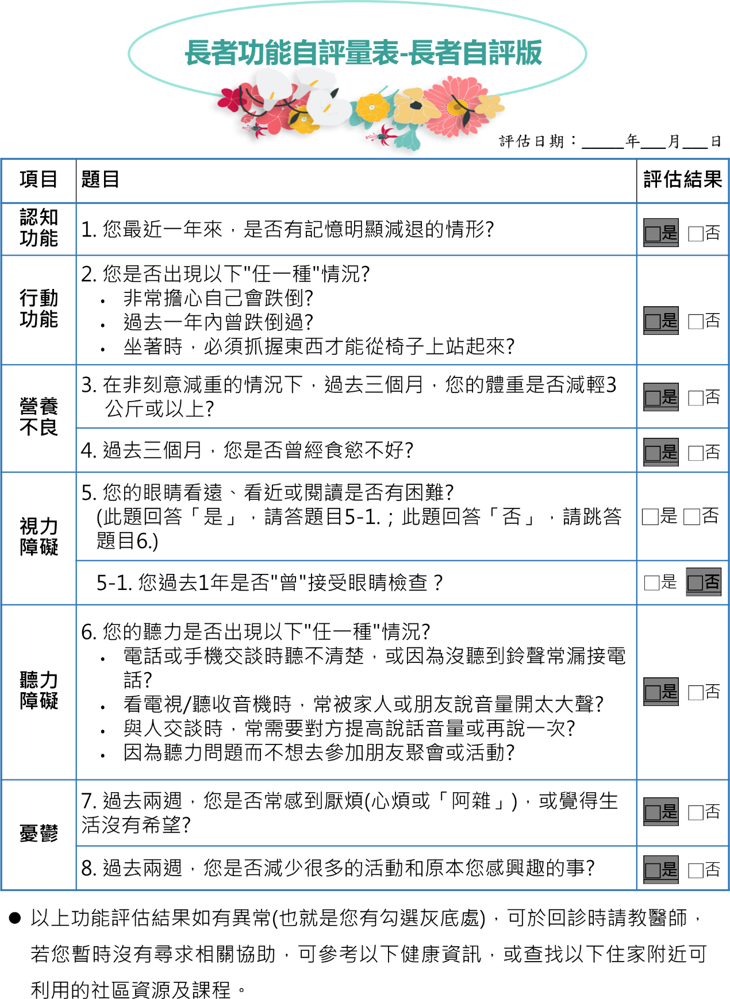 長者功能自評量表-長者自評版
評估日期：_____年___月___日
項目 題目 評估結果
認知
功能
1. 您最近一年來，是否有記憶明顯減退的情形?
□是 □否
行動
功能
2. 您是否出現以下"任一種"情況?
• 非常擔心自己會跌倒?
• 過去一年內曾跌倒過?
• 坐著時，必須抓握東西才能從椅子上站起來?
□是 □否
營養
不良
3. 在非刻意減重的情況下，過去三個月，您的體重是否減輕3
公斤或以上?
□是 □否
4. 過去三個月，您是否曾經食慾不好?
□是 □否
視力
障礙
5. 您的眼睛看遠、看近或閱讀是否有困難?
(此題回答「是」，請答題目5-1.；此題回答「否」，請跳答
題目6.)
□是 □否
5-1. 您過去1年是否"曾"接受眼睛檢查？
□是 □否
聽力
障礙
6. 您的聽力是否出現以下"任一種"情況?
• 電話或手機交談時聽不清楚，或因為沒聽到鈴聲常漏接電
話?
• 看電視/聽收音機時，常被家人或朋友說音量開太大聲?
• 與人交談時，常需要對方提高說話音量或再說一次?
• 因為聽力問題而不想去參加朋友聚會或活動?
□是 □否
憂鬱
7. 過去兩週，您是否常感到厭煩(心煩或「阿雜」)，或覺得生
活沒有希望?
□是 □否
8. 過去兩週，您是否減少很多的活動和原本您感興趣的事?
□是 □否
● 以上功能評估結果如有異常(也就是您有勾選灰底處)，可於回診時請教醫師，
若您暫時沒有尋求相關協助，可參考以下健康資訊，或查找以下住家附近可
利用的社區資源及課程。